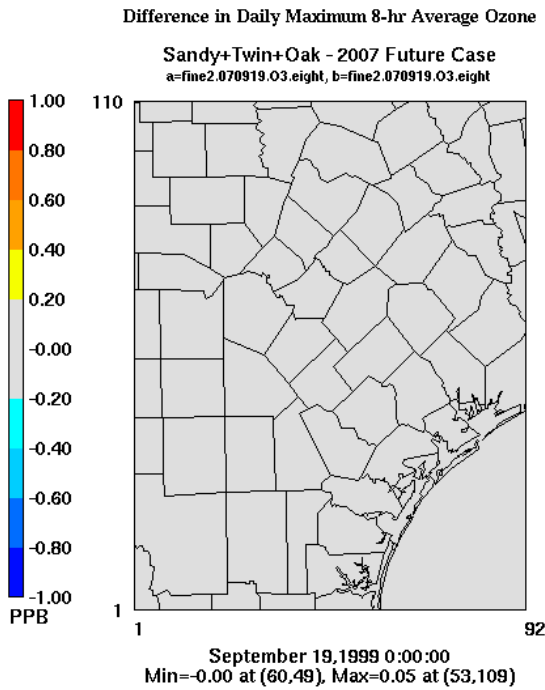 Difference in Daily Maximum 8-hr Average Ozone
Sandy+Twin+Oak - 2007 Future Case
a=fine2.070919.O3.eight, b=fine2.070919.O3.eight
1.00
0.80
0.60
0.40
0.20
-0.00
-0.20
-0.40
-0.60
-0.80
-1.00
PPB
110
1
1
92
September 19,1999 0:00:00
Min=-0.00 at (60,49), Max=0.05 at (53,109)